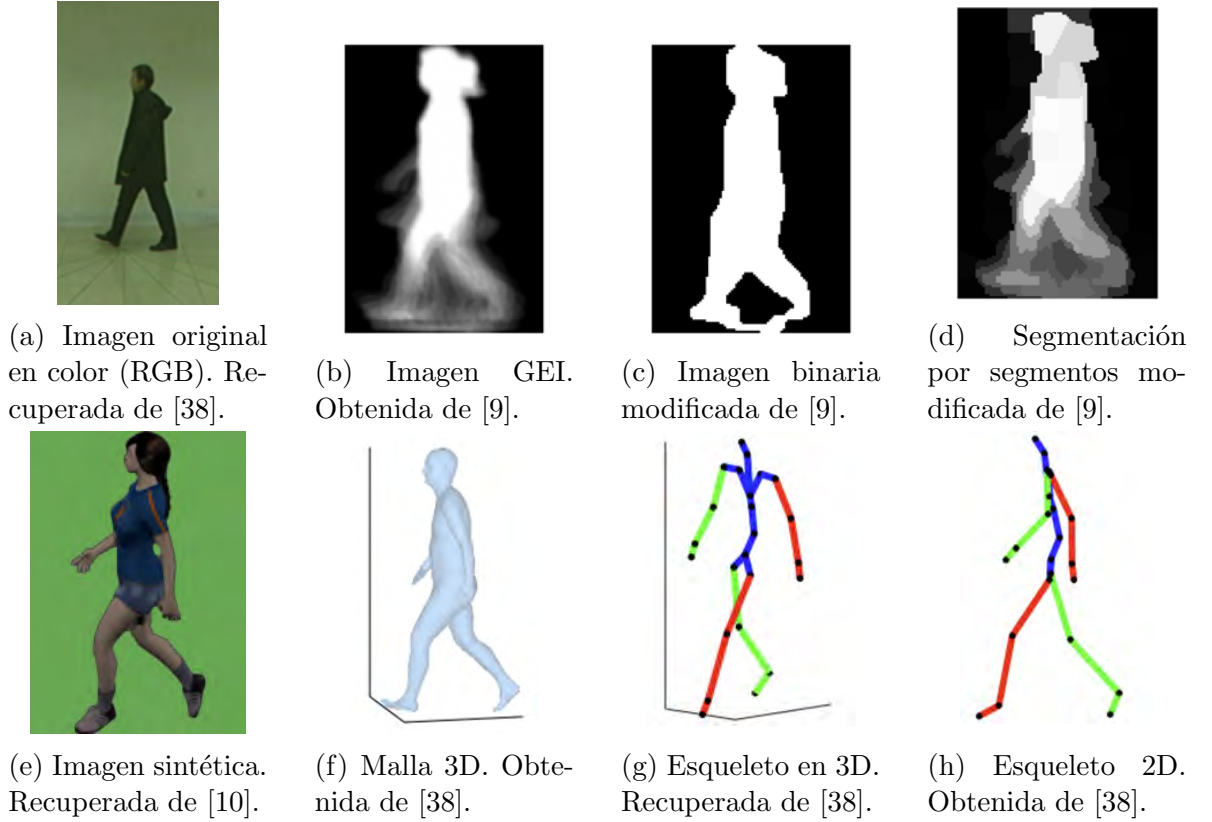 (a) Imagen original
en color (RGB). Re-
cuperada de [38].
(b) Imagen GEI.
Obtenida de [9].
(c) Imagen binaria
modificada de [9].
(d) Segmentación
por segmentos mo-
dificada de [9].
(e) Imagen sintética.
Recuperada de [10].
(f) Malla 3D. Obte-
nida de [38].
(g) Esqueleto en 3D.
Recuperada de [38].
(h) Esqueleto 2D.
Obtenida de [38].